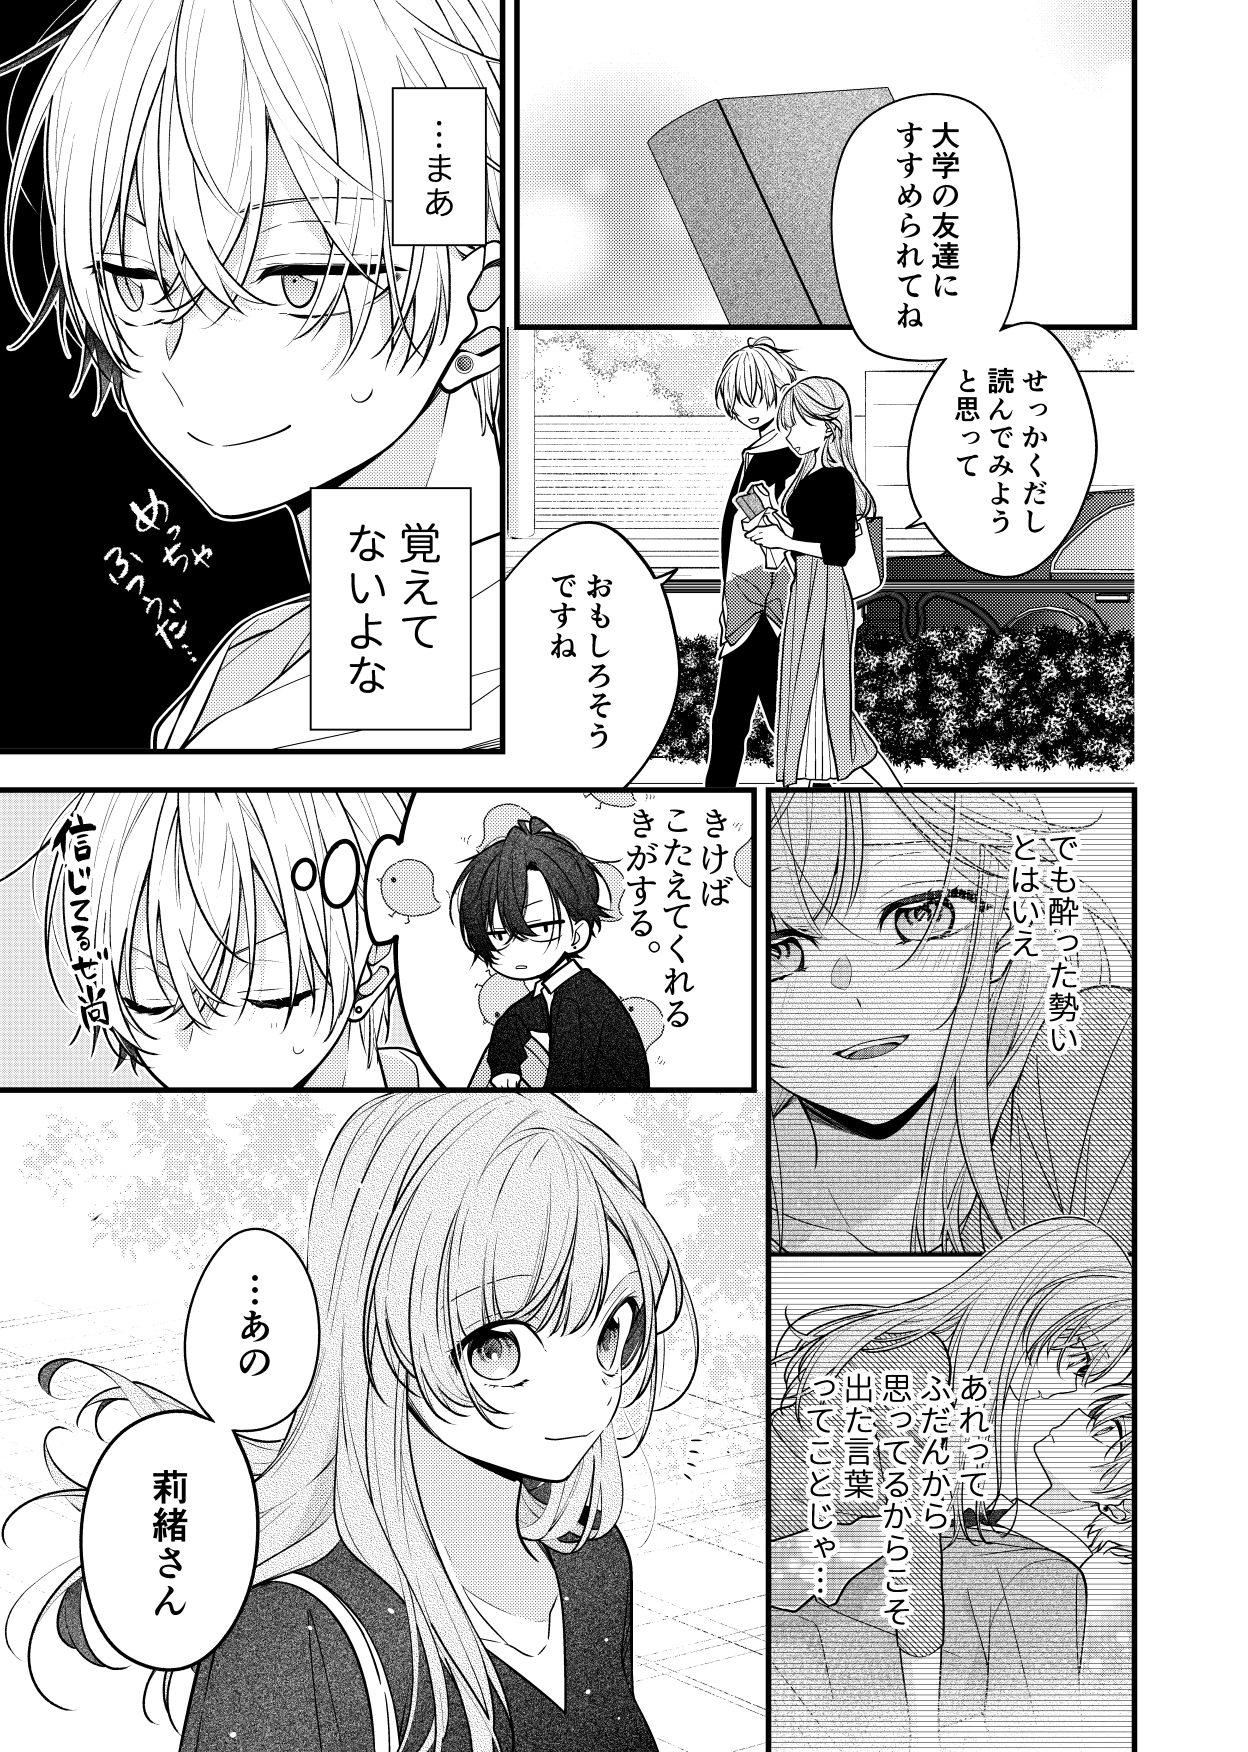 大学の友達に
すすめられてね
せっかくだし
読んでみよう
と思って
おもしろそう
ですね
…まあ
覚えて
ないよな
めっちゃ
ふつうだ…
でも酔った勢い
とはいえ
あれって
ふだんから
思ってるからこそ
出た言葉
ってことじゃ…
きけば
こたえてくれる
きがする。
信じてるぜ尚
…あの
莉緒さん